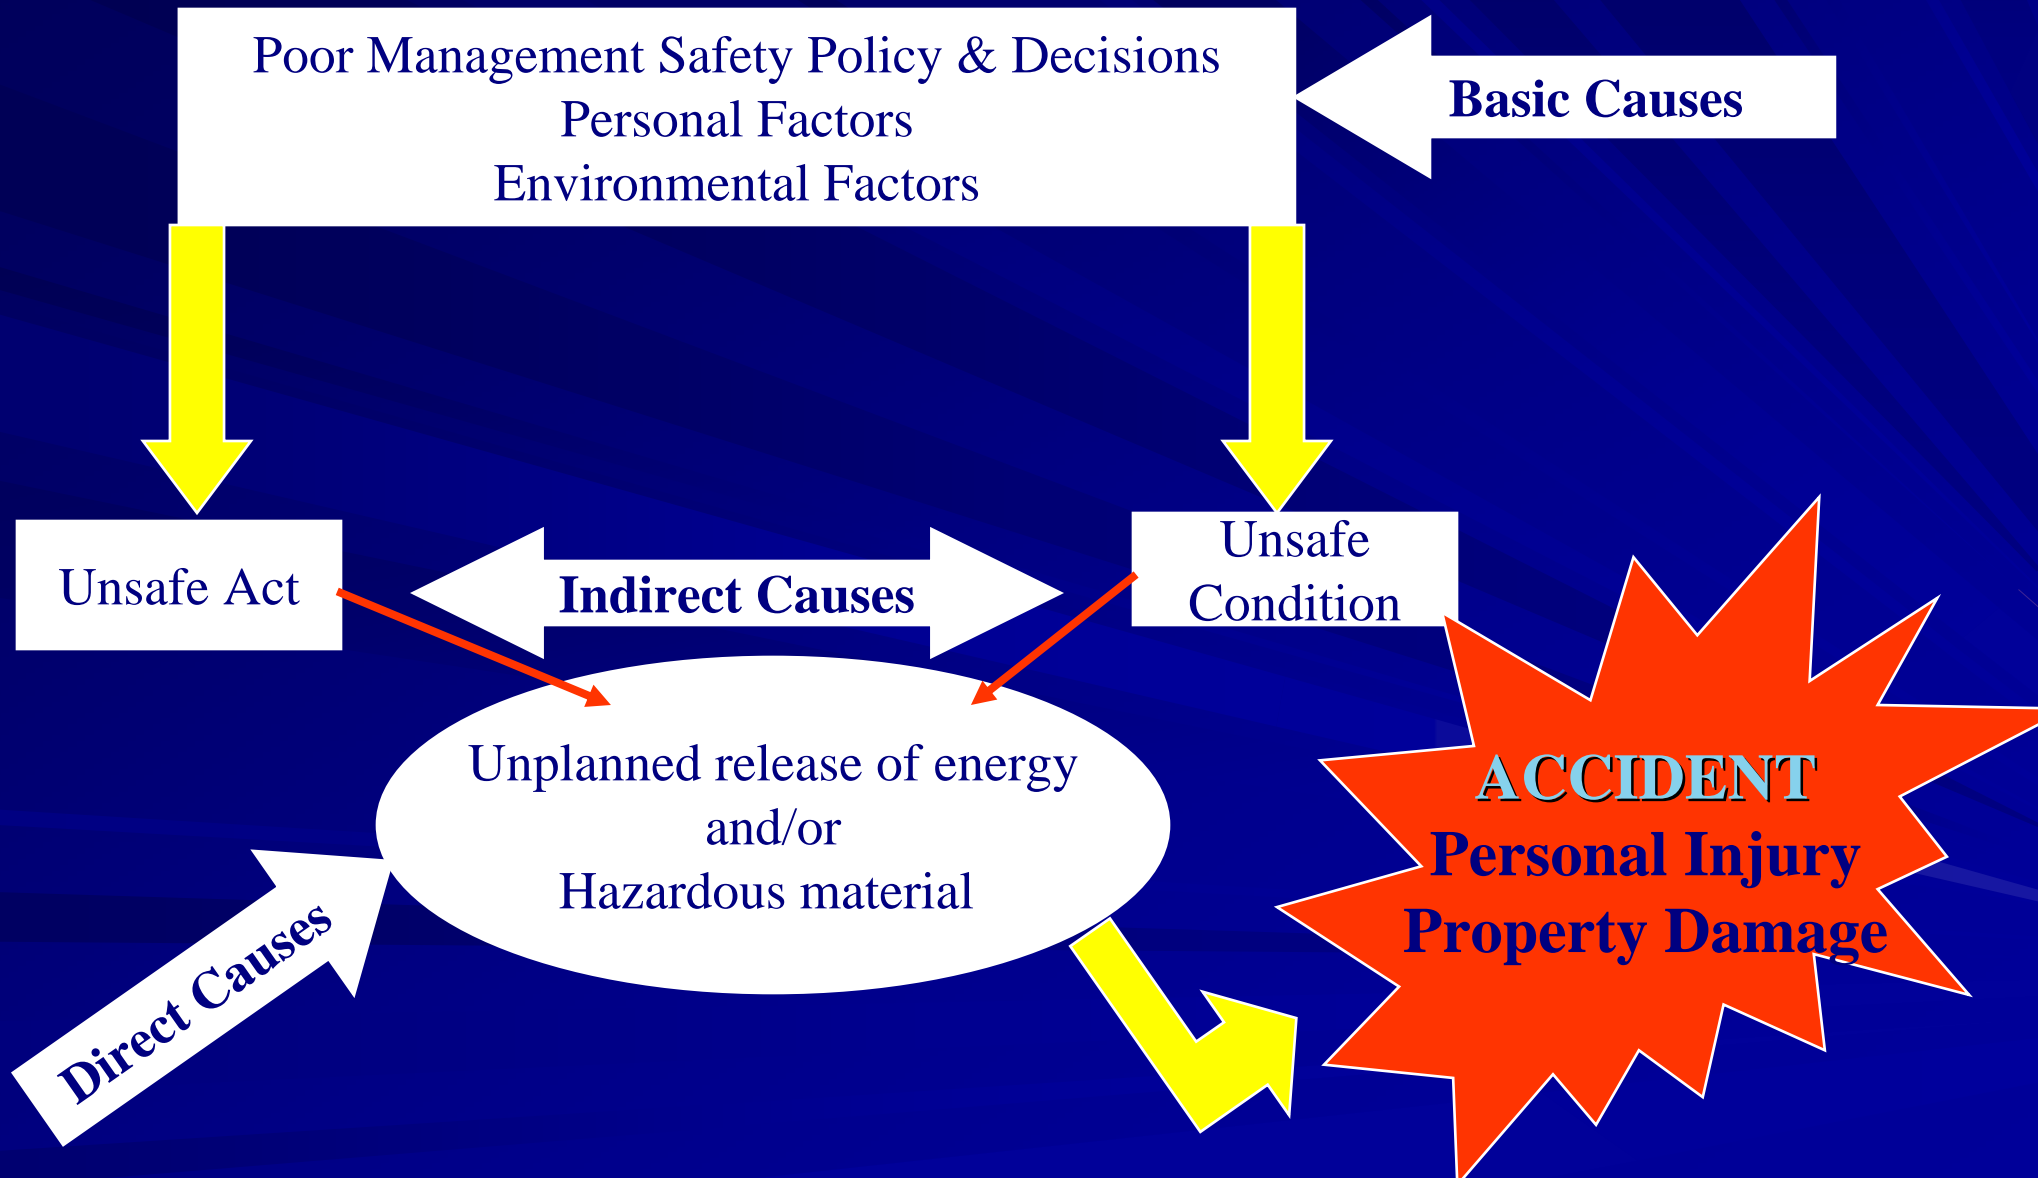 Poor Management Safety Policy & Decisions
Personal Factors
Environmental Factors
Basic Causes
Unsafe Act
Indirect Causes
Unsafe
Condition
Unplanned release of energy
and/or
Hazardous material
Direct Causes
ACCIDENT
Personal Injury
Property Damage